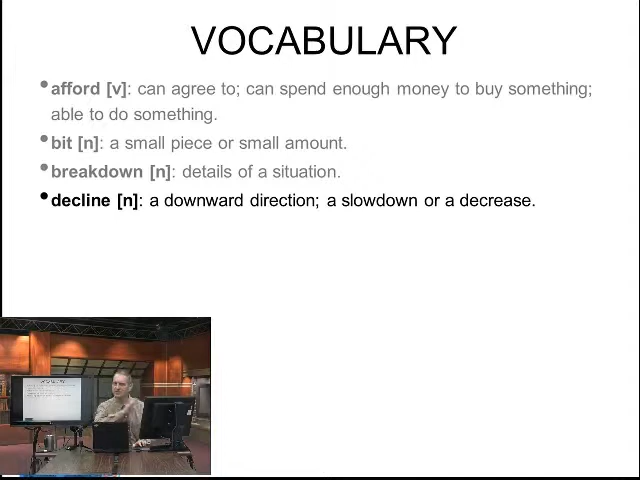 VOCABULARY
•afford [v]: can agree to; can spend enough money to buy something;
able to do something.
•bit [n]: a small piece or small amount.
•breakdown [n]: details of a situation.
•decline [n]: a downward direction; a slowdown or a decrease.